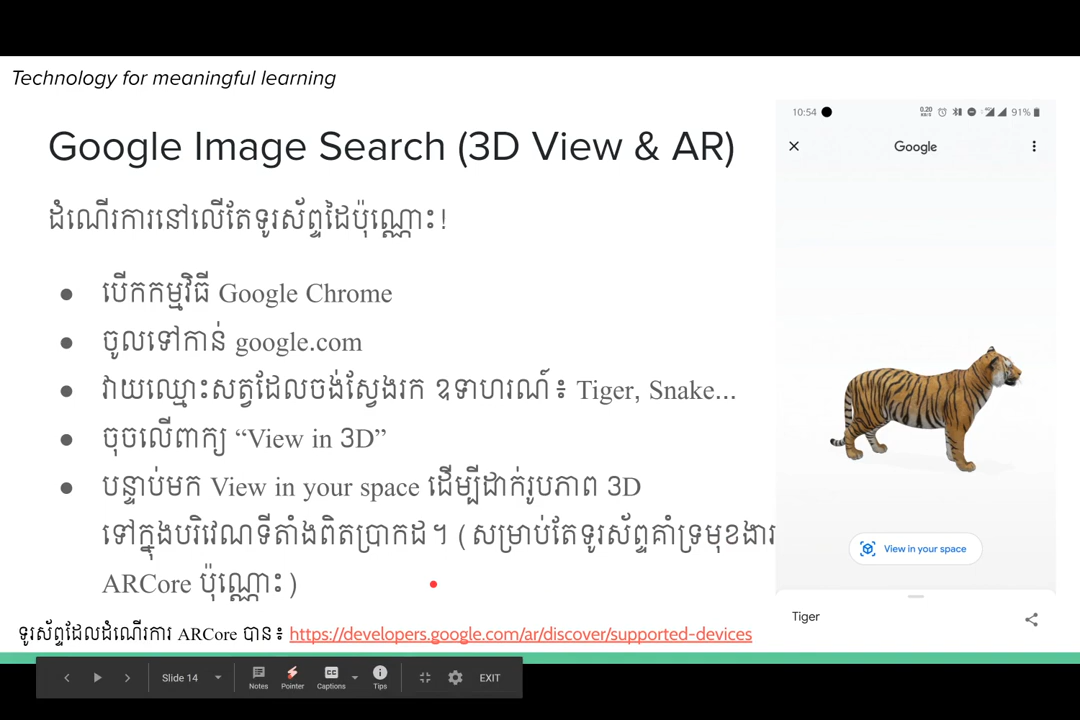 Technology for meaningful learning
Google Image Search (3D View & AR)
ដំណើរការនៅលើតែទូរស័ព្ទដៃប៉ុណ្ណោះ!
● បើកកម្មវិធី Google Chrome
● ចូលទៅកាន់ google.com
● វាយឈ្មោះសត្វដែលចង់ស្វែងរក ឧទាហរណ៍៖ Tiger, Snake...
● ចុចលើពាក្យ “View in 3D”
● បន្ទាប់មក View in your space ដើម្បីដាក់រូបភាព 3D
ទៅក្នុងបរិវេណទីតាំងពិតប្រាកដ។ (សម្រាប់តែទូរស័ព្ទគាំទ្រមុខងារ
ARCore ប៉ុណ្ណោះ)
ទូរស័ព្ទដែលដំណើរការ ARCore បាន៖ https://developers.google.com/ar/discover/supported-devices
10:54 0.20 KB/S 91%
Google
View in your space
Tiger
Slide 14 Notes Pointer CC Captions Tips EXIT